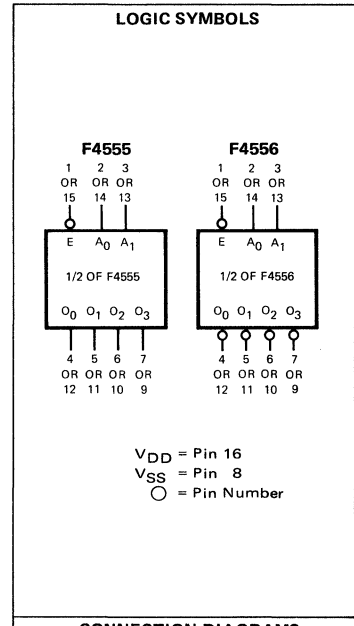 LOGIC SYMBOLS
F4555 F4556
1 2 3 1 2 3
OR OR OR OR OR OR
15 14 13 15 14 13
E A0 A1 E A0 A1
1/2 OF F4555 1/2 OF F4556
O0 O1 O2 O3 O0 O1 O2 O3
4 5 6 7 4 5 6 7
OR OR OR OR OR OR OR OR
12 11 10 9 12 11 10 9
VDD = Pin 16
VSS = Pin 8
= Pin Number
CONNECTION DIAGRAMS